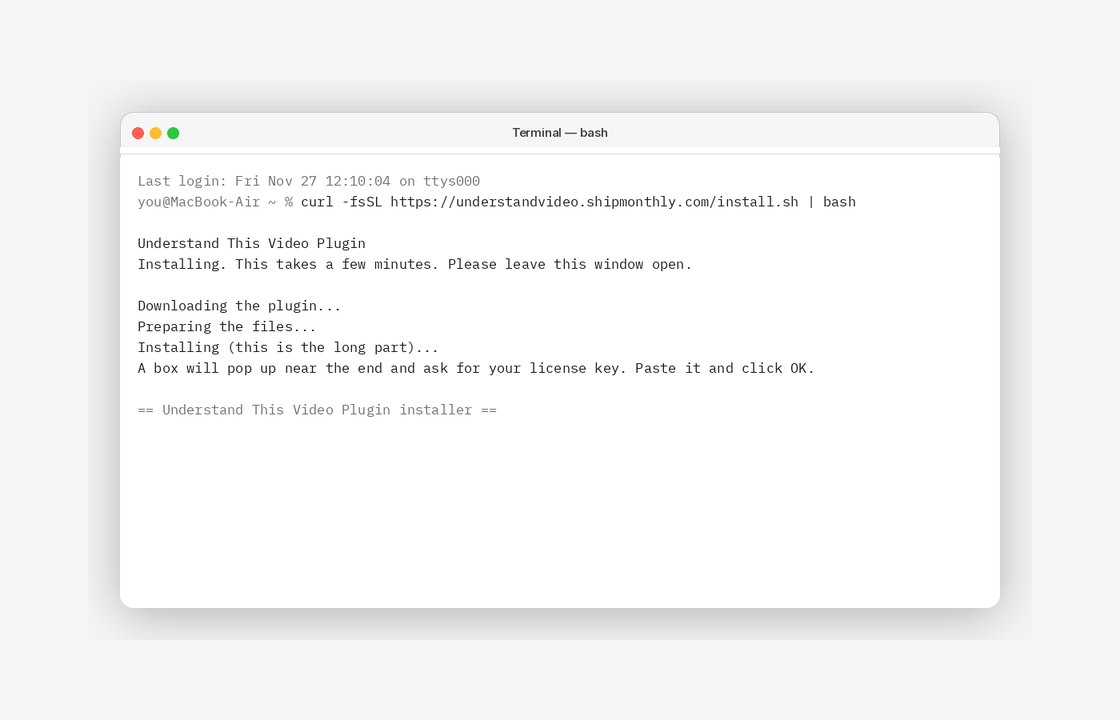 Terminal — bash
Last login: Fri Nov 27 12:10:04 on ttys000
you@MacBook-Air ~ % curl -fsSL https://understandvideo.shipmonthly.com/install.sh | bash
Understand This Video Plugin
Installing. This takes a few minutes. Please leave this window open.
Downloading the plugin...
Preparing the files...
Installing (this is the long part)...
A box will pop up near the end and ask for your license key. Paste it and click OK.
== Understand This Video Plugin installer ==